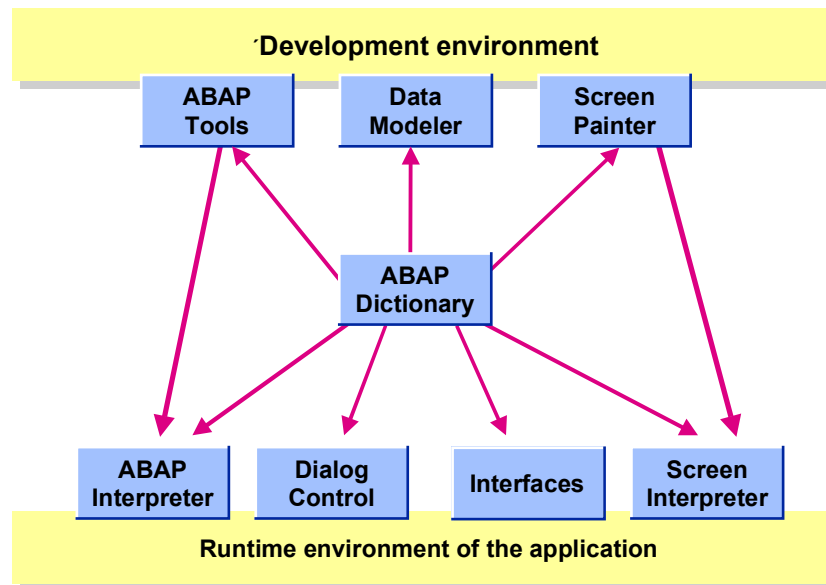 ´Development environment
ABAP
Tools
Data
Modeler
Screen
Painter
ABAP
Dictionary
ABAP
Interpreter
Dialog
Control
Interfaces
Screen
Interpreter
Runtime environment of the application